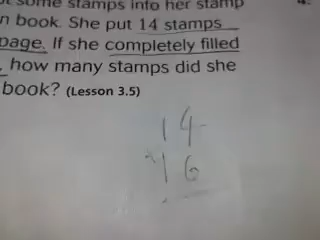 some stamps into her stamp
n book. She put 14 stamps
page. If she completely filled
, how many stamps did she
book? (Lesson 3.5)
14
16